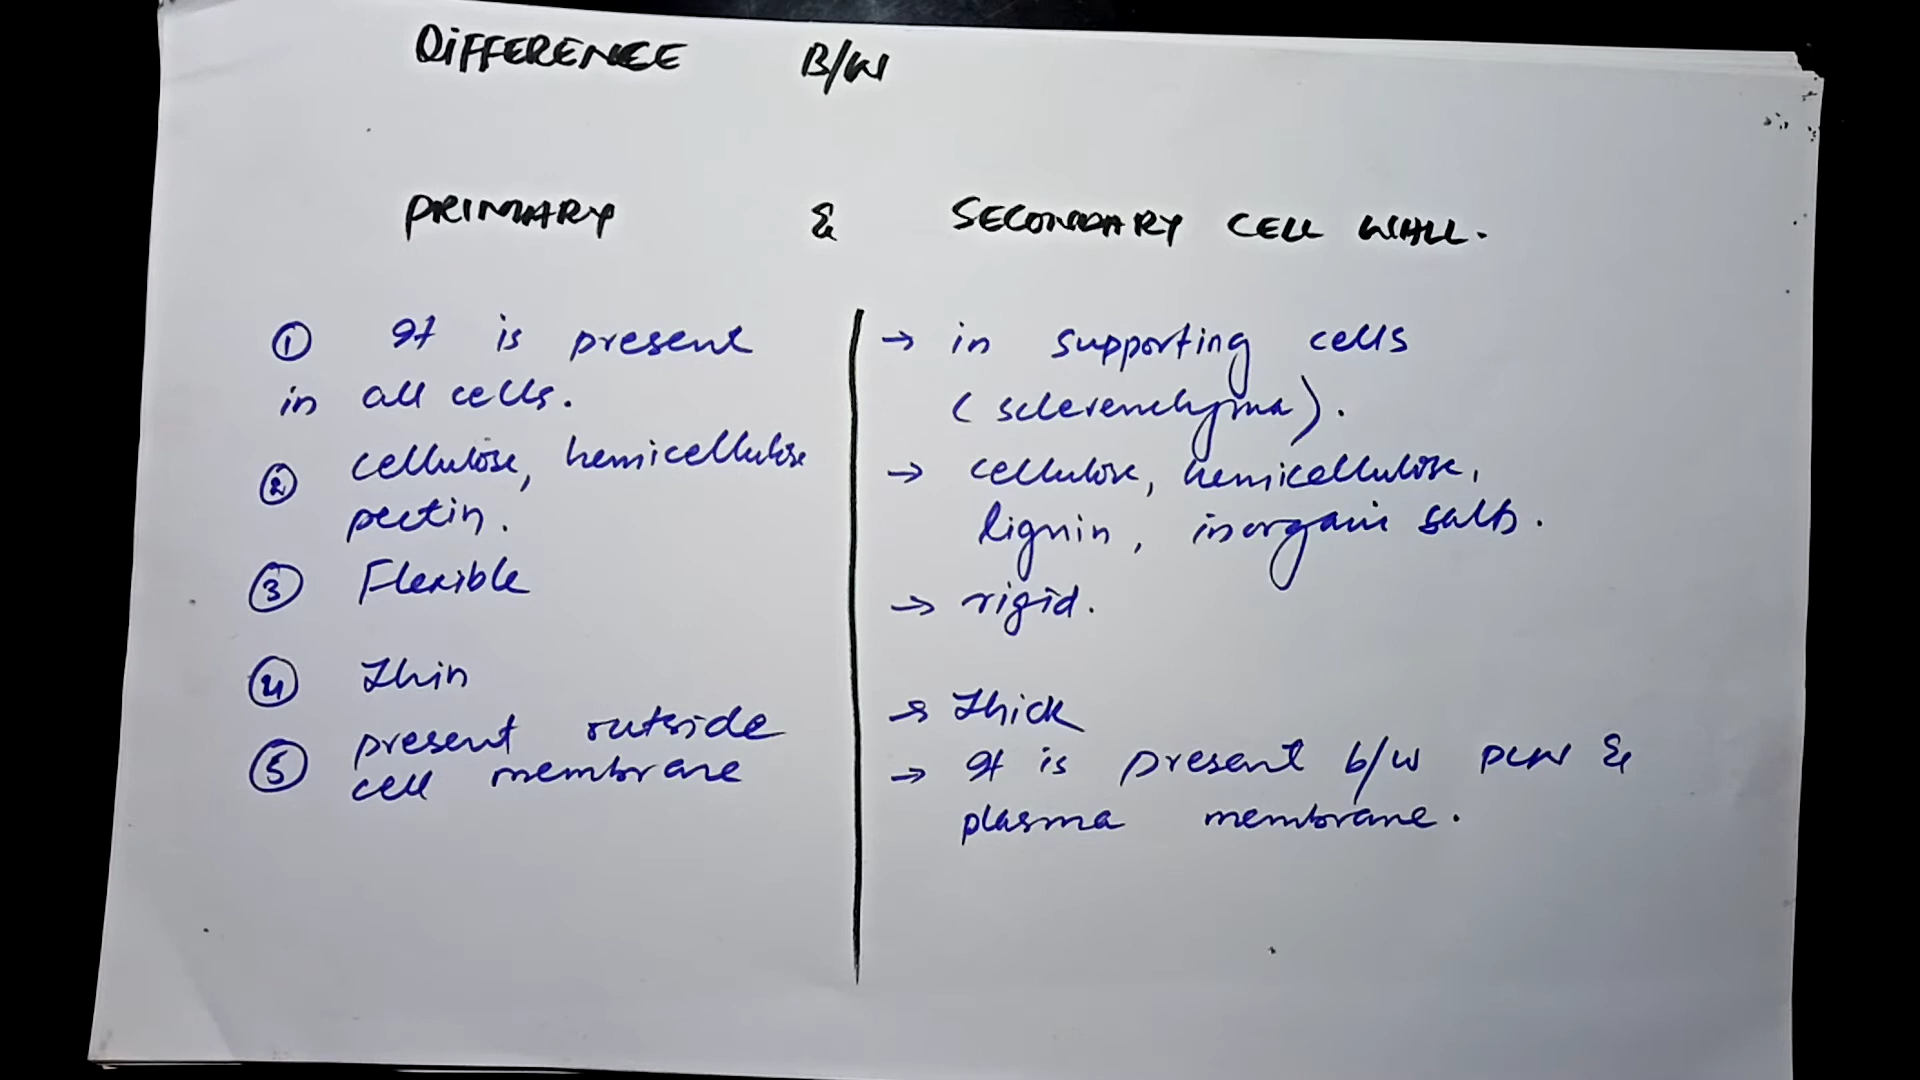 DIFFERENCE B/W
PRIMARY & SECONDARY CELL WALL.
① It is present
in all cells.
② cellulose, hemicellulose
pectin.
③ Flexible
④ Thin
⑤ present outside
cell membrane
→ in supporting cells
(sclerenchyma).
→ cellulose, hemicellulose,
lignin, inorganic salts.
→ rigid.
→ Thick
→ It is present b/w PCW &
plasma membrane.